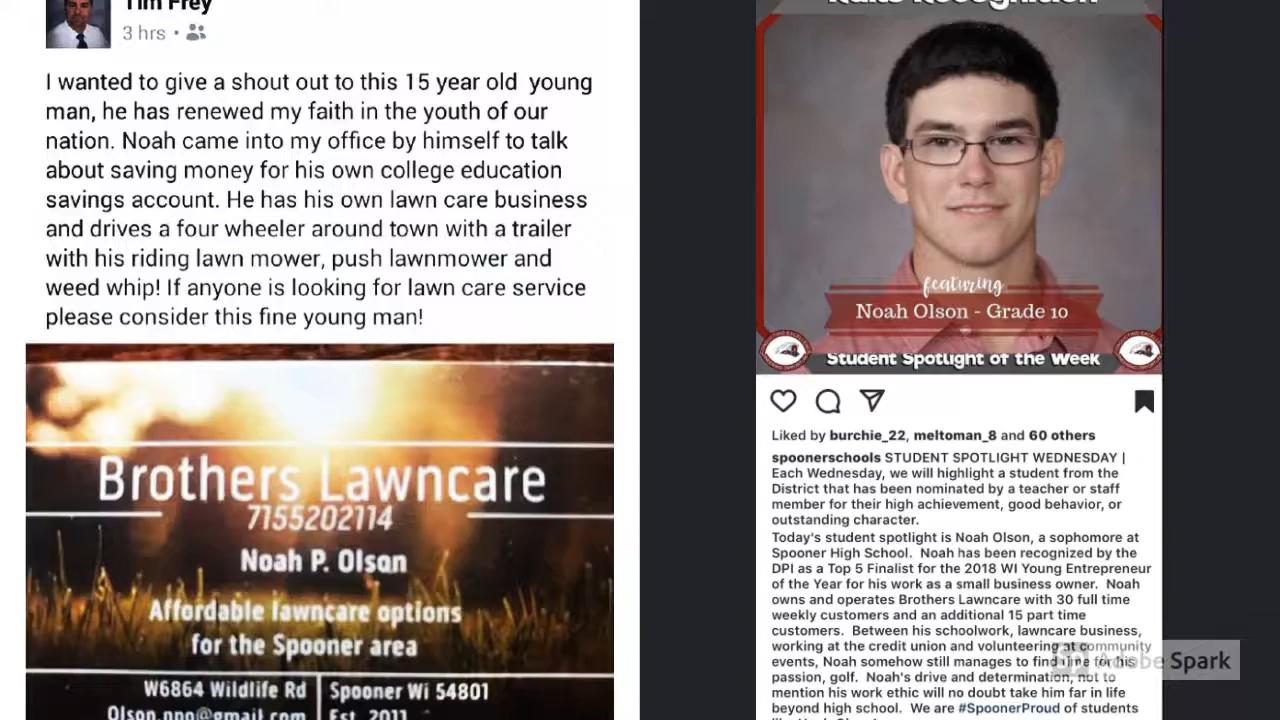 Tim Frey
3 hrs •
I wanted to give a shout out to this 15 year old young
man, he has renewed my faith in the youth of our
nation. Noah came into my office by himself to talk
about saving money for his own college education
savings account. He has his own lawn care business
and drives a four wheeler around town with a trailer
with his riding lawn mower, push lawnmower and
weed whip! If anyone is looking for lawn care service
please consider this fine young man!
Brothers Lawncare
7155202114
Noah P. Olson
Affordable lawncare options
for the Spooner area
W6864 Wildlife Rd
Spooner Wi 54801
Olson.npo@gmail.com
Est. 2011
Rails Recognition
featuring
Noah Olson - Grade 10
Student Spotlight of the Week
Liked by burchie_22, meltoman_8 and 60 others
spoonerschools STUDENT SPOTLIGHT WEDNESDAY |
Each Wednesday, we will highlight a student from the
District that has been nominated by a teacher or staff
member for their high achievement, good behavior, or
outstanding character.
Today's student spotlight is Noah Olson, a sophomore at
Spooner High School. Noah has been recognized by the
DPI as a Top 5 Finalist for the 2018 WI Young Entrepreneur
of the Year for his work as a small business owner. Noah
owns and operates Brothers Lawncare with 30 full time
weekly customers and an additional 15 part time
customers. Between his schoolwork, lawncare business,
working at the credit union and volunteering at community
events, Noah somehow still manages to find time for his
passion, golf. Noah's drive and determination, not to
mention his work ethic will no doubt take him far in life
beyond high school. We are #SpoonerProud of students
Adobe Spark